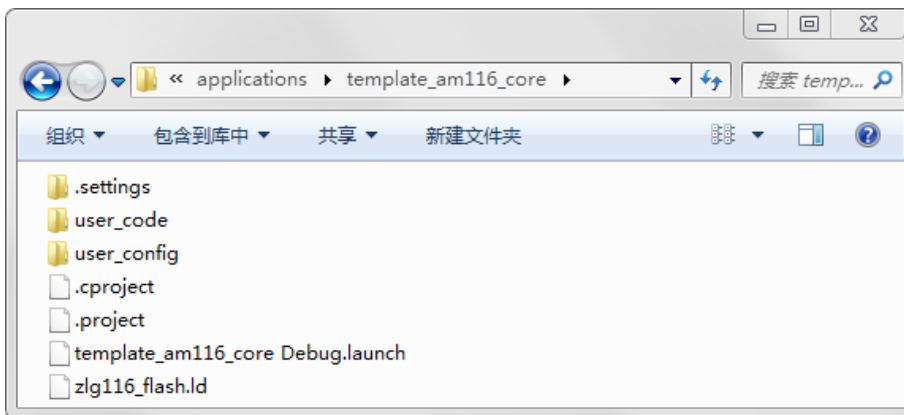 « applications ▸ template_am116_core ▸ 搜索 temp...
组织 包含到库中 共享 新建文件夹
.settings
user_code
user_config
.cproject
.project
template_am116_core Debug.launch
zlg116_flash.ld